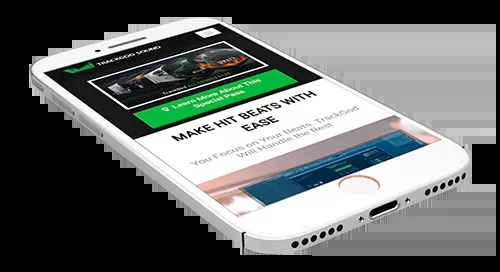 TRACKGOD SOUND
Learn More About This
Special Pass
MAKE HIT BEATS WITH
EASE
You Focus on Your Beats, TrackGod
Will Handle the Rest